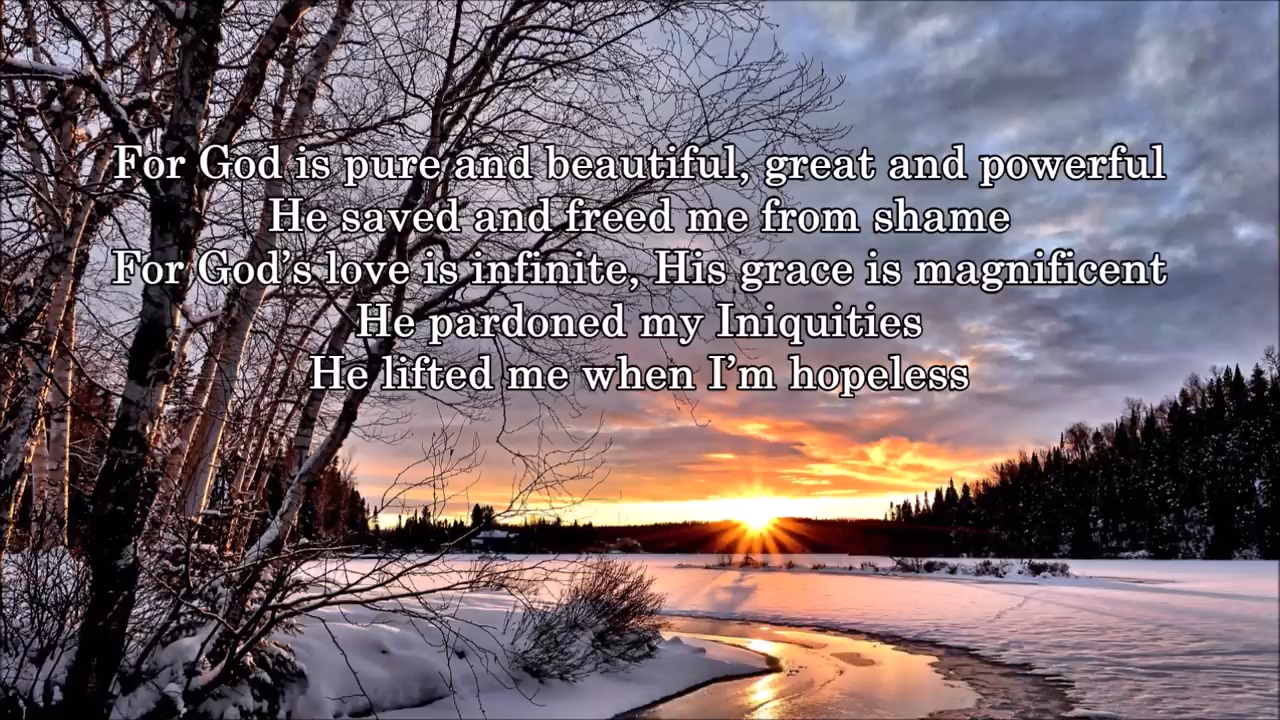 For God is pure and beautiful, great and powerful
He saved and freed me from shame
For God’s love is infinite, His grace is magnificent
He pardoned my Iniquities
He lifted me when I’m hopeless